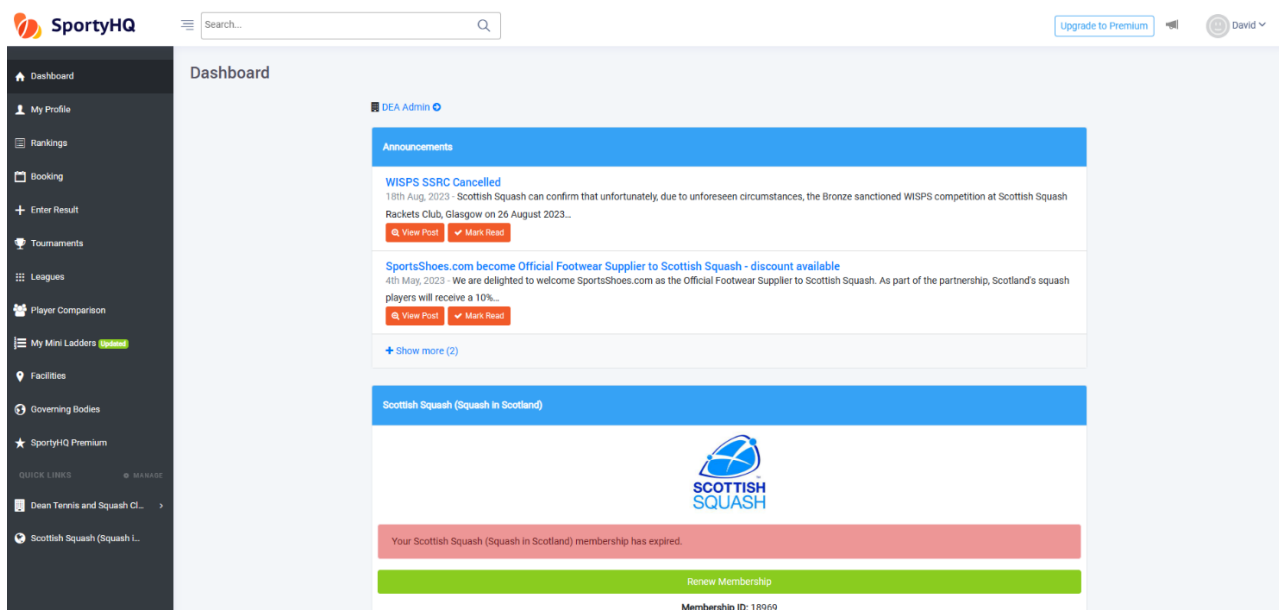 SportyHQ
Search...
Upgrade to Premium
David
Dashboard
My Profile
Rankings
Booking
Enter Result
Tournaments
Leagues
Player Comparison
My Mini Ladders Updated
Facilities
Governing Bodies
SportyHQ Premium
QUICK LINKS MANAGE
Dean Tennis and Squash Cl...
Scottish Squash (Squash i...
Dashboard
DEA Admin
Announcements
WISPS SSRC Cancelled
18th Aug, 2023 - Scottish Squash can confirm that unfortunately, due to unforeseen circumstances, the Bronze sanctioned WISPS competition at Scottish Squash
Rackets Club, Glasgow on 26 August 2023...
View Post Mark Read
SportsShoes.com become Official Footwear Supplier to Scottish Squash - discount available
4th May, 2023 - We are delighted to welcome SportsShoes.com as the Official Footwear Supplier to Scottish Squash. As part of the partnership, Scotland's squash
players will receive a 10%...
View Post Mark Read
+ Show more (2)
Scottish Squash (Squash in Scotland)
SCOTTISH
SQUASH
Your Scottish Squash (Squash in Scotland) membership has expired.
Renew Membership
Membership ID: 18969